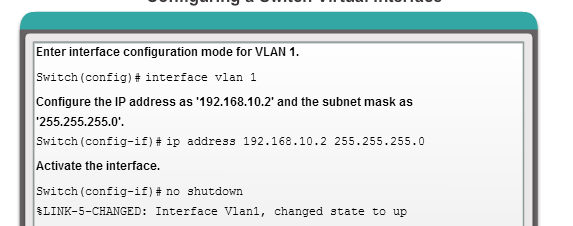 Configuring a Switch Virtual Interface
Enter interface configuration mode for VLAN 1.
Switch(config)# interface vlan 1
Configure the IP address as '192.168.10.2' and the subnet mask as
'255.255.255.0'.
Switch(config-if)# ip address 192.168.10.2 255.255.255.0
Activate the interface.
Switch(config-if)# no shutdown
%LINK-5-CHANGED: Interface Vlan1, changed state to up